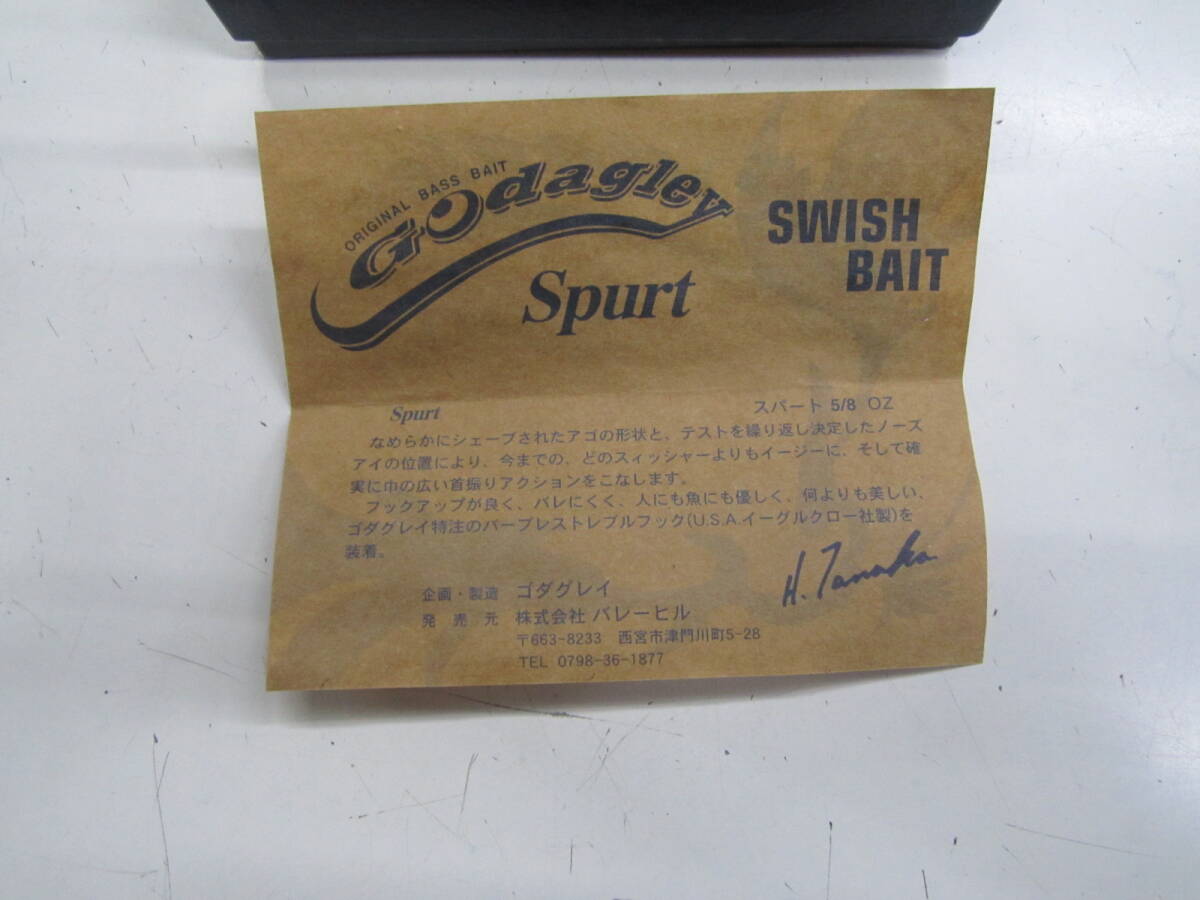 ORIGINAL BASS BAIT
Godagley
Spurt
SWISH
BAIT
Spurt
スパート 5/8 OZ
なめらかにシェープされたアゴの形状と、テストを繰り返し決定したノーズ
アイの位置により、今までの、どのスィッシャーよりもイージーに、そして確
実に巾の広い首振りアクションをこなします。
フックアップが良く、バレにくく、人にも魚にも優しく、何よりも美しい、
ゴダグレイ特注のバーブレストレブルフック(U.S.A.イーグルクロー社製)を
装着。
H. Tanaka
企画・製造 ゴダグレイ
発売元 株式会社 バレーヒル
〒663-8233 西宮市津門川町5-28
TEL 0798-36-1877